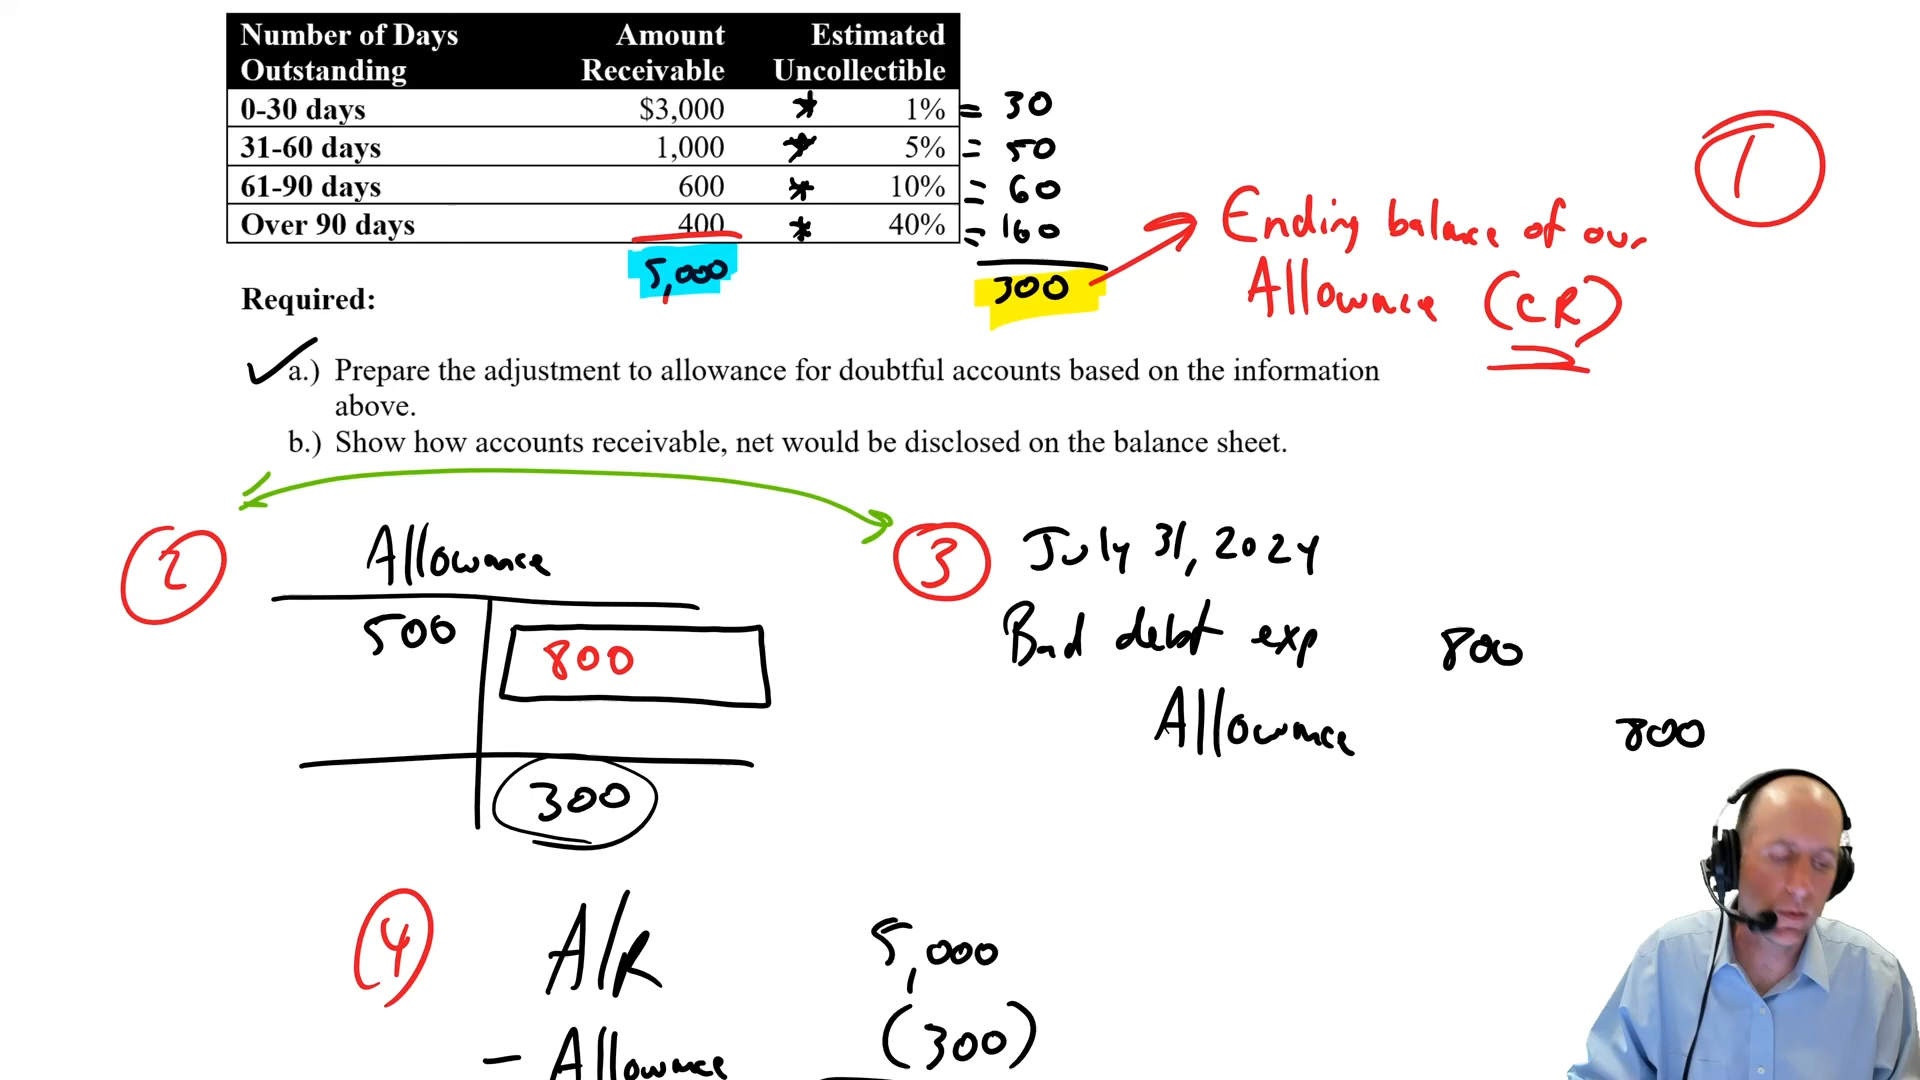 Number of Days Outstanding Amount Receivable Estimated Uncollectible
0-30 days $3,000 * 1% = 30
31-60 days 1,000 * 5% = 50
61-90 days 600 * 10% = 60
Over 90 days 400 * 40% = 160
5,000 300
Ending balance of our
Allowance (CR)
1
Required:
a.) Prepare the adjustment to allowance for doubtful accounts based on the information
above.
b.) Show how accounts receivable, net would be disclosed on the balance sheet.
2
Allowance
500
800
300
3 July 31, 2024
Bad debt exp 800
Allowance 800
4 A/R 5,000
- Allowance (300)